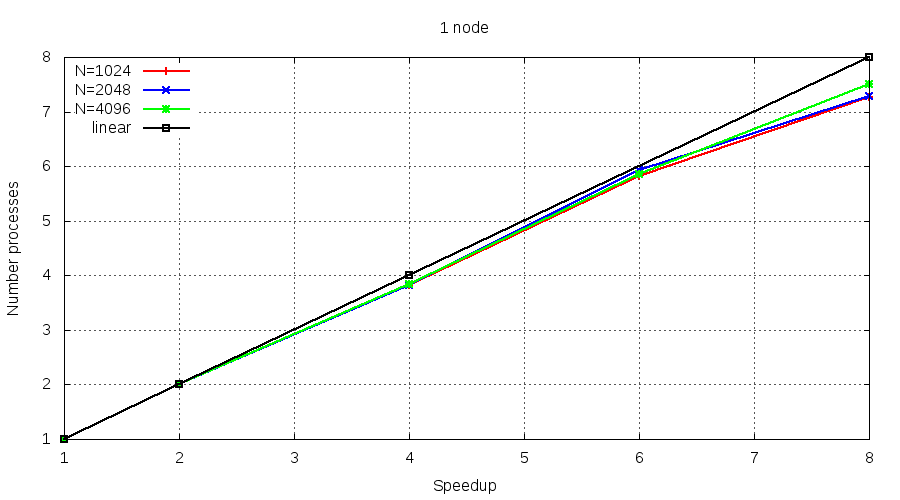 1 node
N=1024
N=2048
N=4096
linear
8
7
6
5
4
3
2
1
Number processes
1 2 3 4 5 6 7 8
Speedup